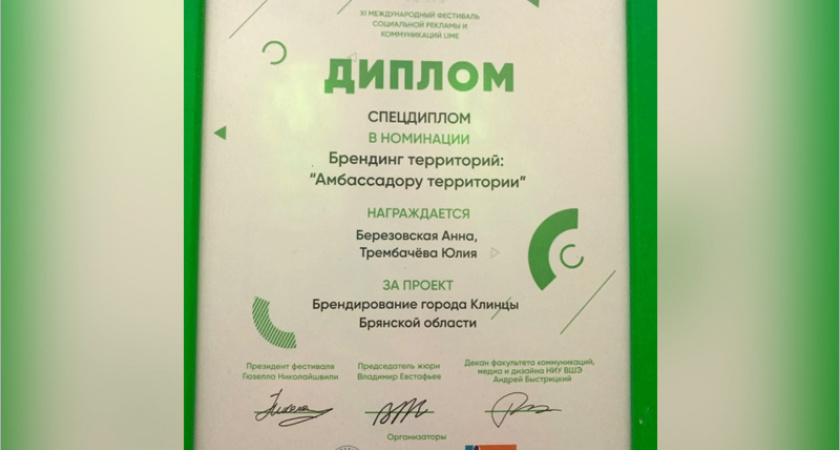 XI МЕЖДУНАРОДНЫЙ ФЕСТИВАЛЬ
СОЦИАЛЬНОЙ РЕКЛАМЫ И
КОММУНИКАЦИЙ LIME
ДИПЛОМ
СПЕЦДИПЛОМ
В НОМИНАЦИИ
Брендинг территорий:
“Амбассадору территории”
НАГРАЖДАЕТСЯ
Березовская Анна,
Трембачёва Юлия
ЗА ПРОЕКТ
Брендирование города Клинцы
Брянской области
Президент фестиваля
Гюзелла Николайшвили
Председатель жюри
Владимир Евстафьев
Декан факультета коммуникаций,
медиа и дизайна НИУ ВШЭ
Андрей Быстрицкий
Организаторы